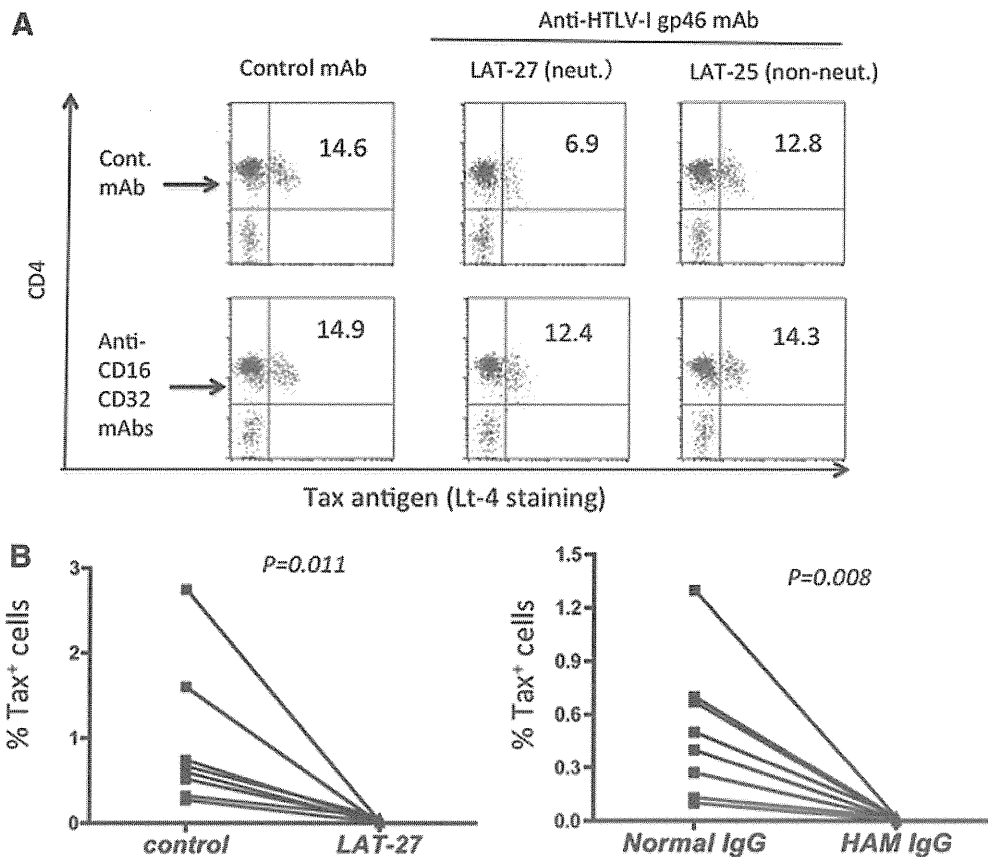 A
Anti-HTLV-I gp46 mAb
Control mAb
LAT-27 (neut.)
LAT-25 (non-neut.)
CD4
Cont.
mAb
14.6
6.9
12.8
Anti-
CD16
CD32
mAbs
14.9
12.4
14.3
Tax antigen (Lt-4 staining)
B
% Tax+ cells
3
2
1
0
P=0.011
control
LAT-27
% Tax+ cells
1.5
1.2
0.9
0.6
0.3
0.0
P=0.008
Normal IgG
HAM IgG